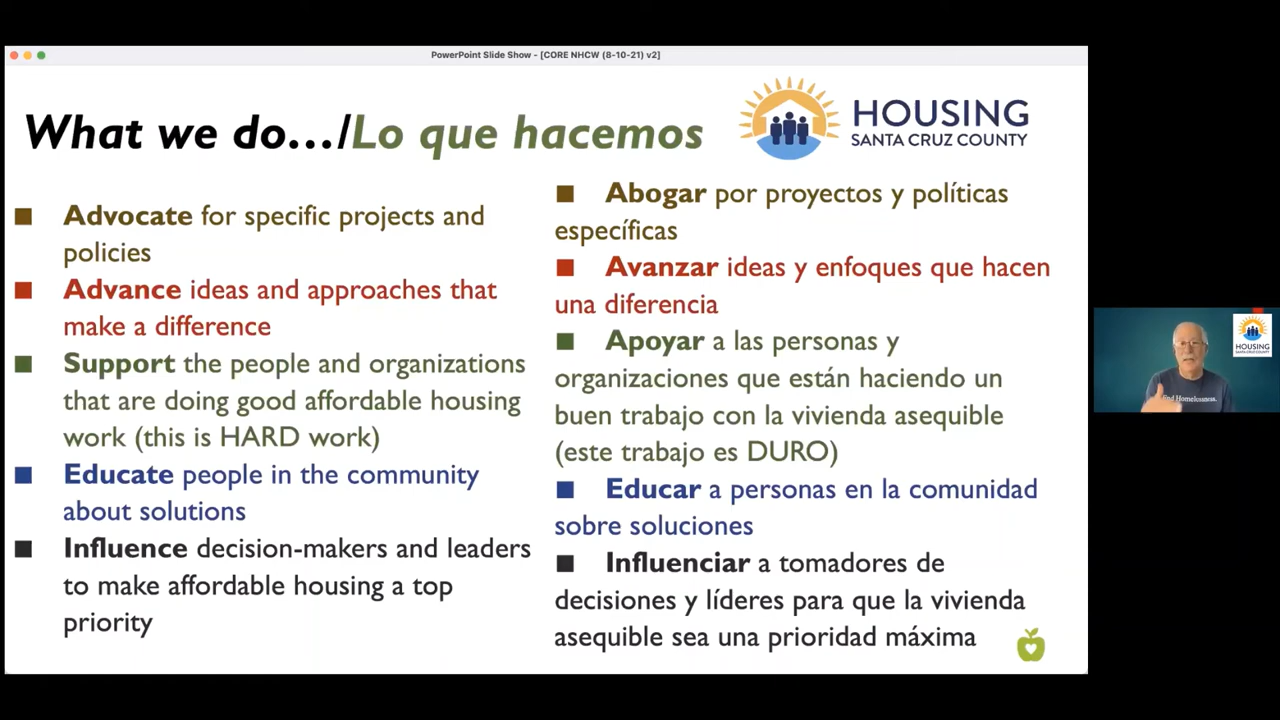 PowerPoint Slide Show - [CORE NHCW (8-10-21) v2]
What we do.../Lo que hacemos
HOUSING
SANTA CRUZ COUNTY
■ Advocate for specific projects and
policies
■ Advance ideas and approaches that
make a difference
■ Support the people and organizations
that are doing good affordable housing
work (this is HARD work)
■ Educate people in the community
about solutions
■ Influence decision-makers and leaders
to make affordable housing a top
priority
■ Abogar por proyectos y políticas
específicas
■ Avanzar ideas y enfoques que hacen
una diferencia
■ Apoyar a las personas y
organizaciones que están haciendo un
buen trabajo con la vivienda asequible
(este trabajo es DURO)
■ Educar a personas en la comunidad
sobre soluciones
■ Influenciar a tomadores de
decisiones y líderes para que la vivienda
asequible sea una prioridad máxima
HOUSING
SANTA CRUZ COUNTY
End Homelessness.